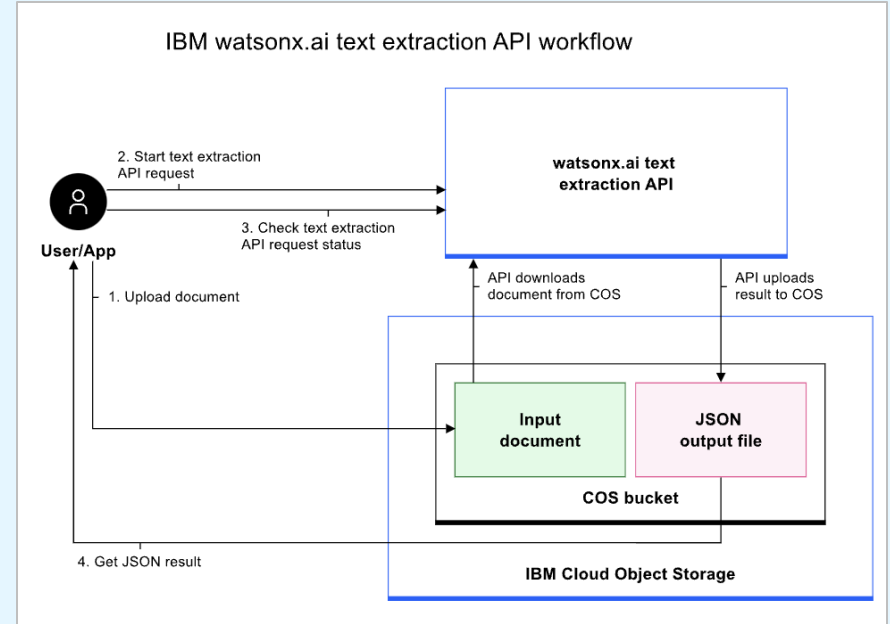 IBM watsonx.ai text extraction API workflow
2. Start text extraction
API request
watsonx.ai text
extraction API
3. Check text extraction
API request status
User/App
1. Upload document
API downloads
document from COS
API uploads
result to COS
Input
document
JSON
output file
COS bucket
4. Get JSON result
IBM Cloud Object Storage